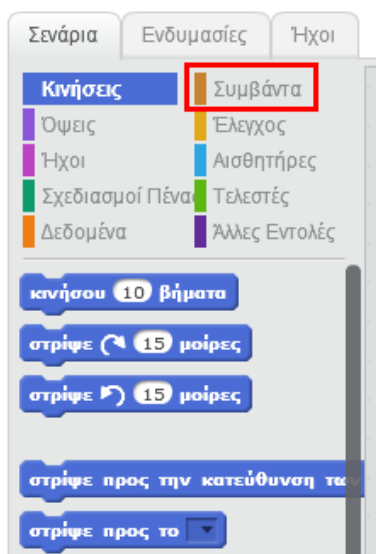 Σενάρια Ενδυμασίες Ήχοι
Κινήσεις Συμβάντα
Όψεις Έλεγχος
Ήχοι Αισθητήρες
Σχεδιασμοί Πένας Τελεστές
Δεδομένα Άλλες Εντολές
κινήσου 10 βήματα
στρίψε 15 μοίρες
στρίψε 15 μοίρες
στρίψε προς την κατεύθυνση των
στρίψε προς το